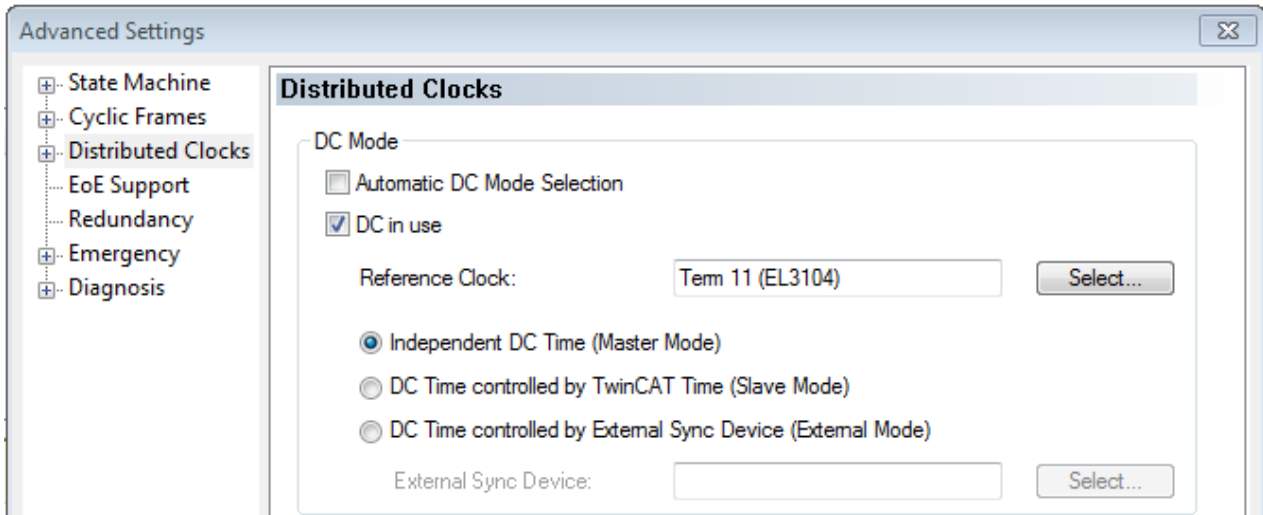 Advanced Settings
State Machine
Cyclic Frames
Distributed Clocks
EoE Support
Redundancy
Emergency
Diagnosis
Distributed Clocks
DC Mode
Automatic DC Mode Selection
DC in use
Reference Clock: Term 11 (EL3104) Select...
Independent DC Time (Master Mode)
DC Time controlled by TwinCAT Time (Slave Mode)
DC Time controlled by External Sync Device (External Mode)
External Sync Device: Select...